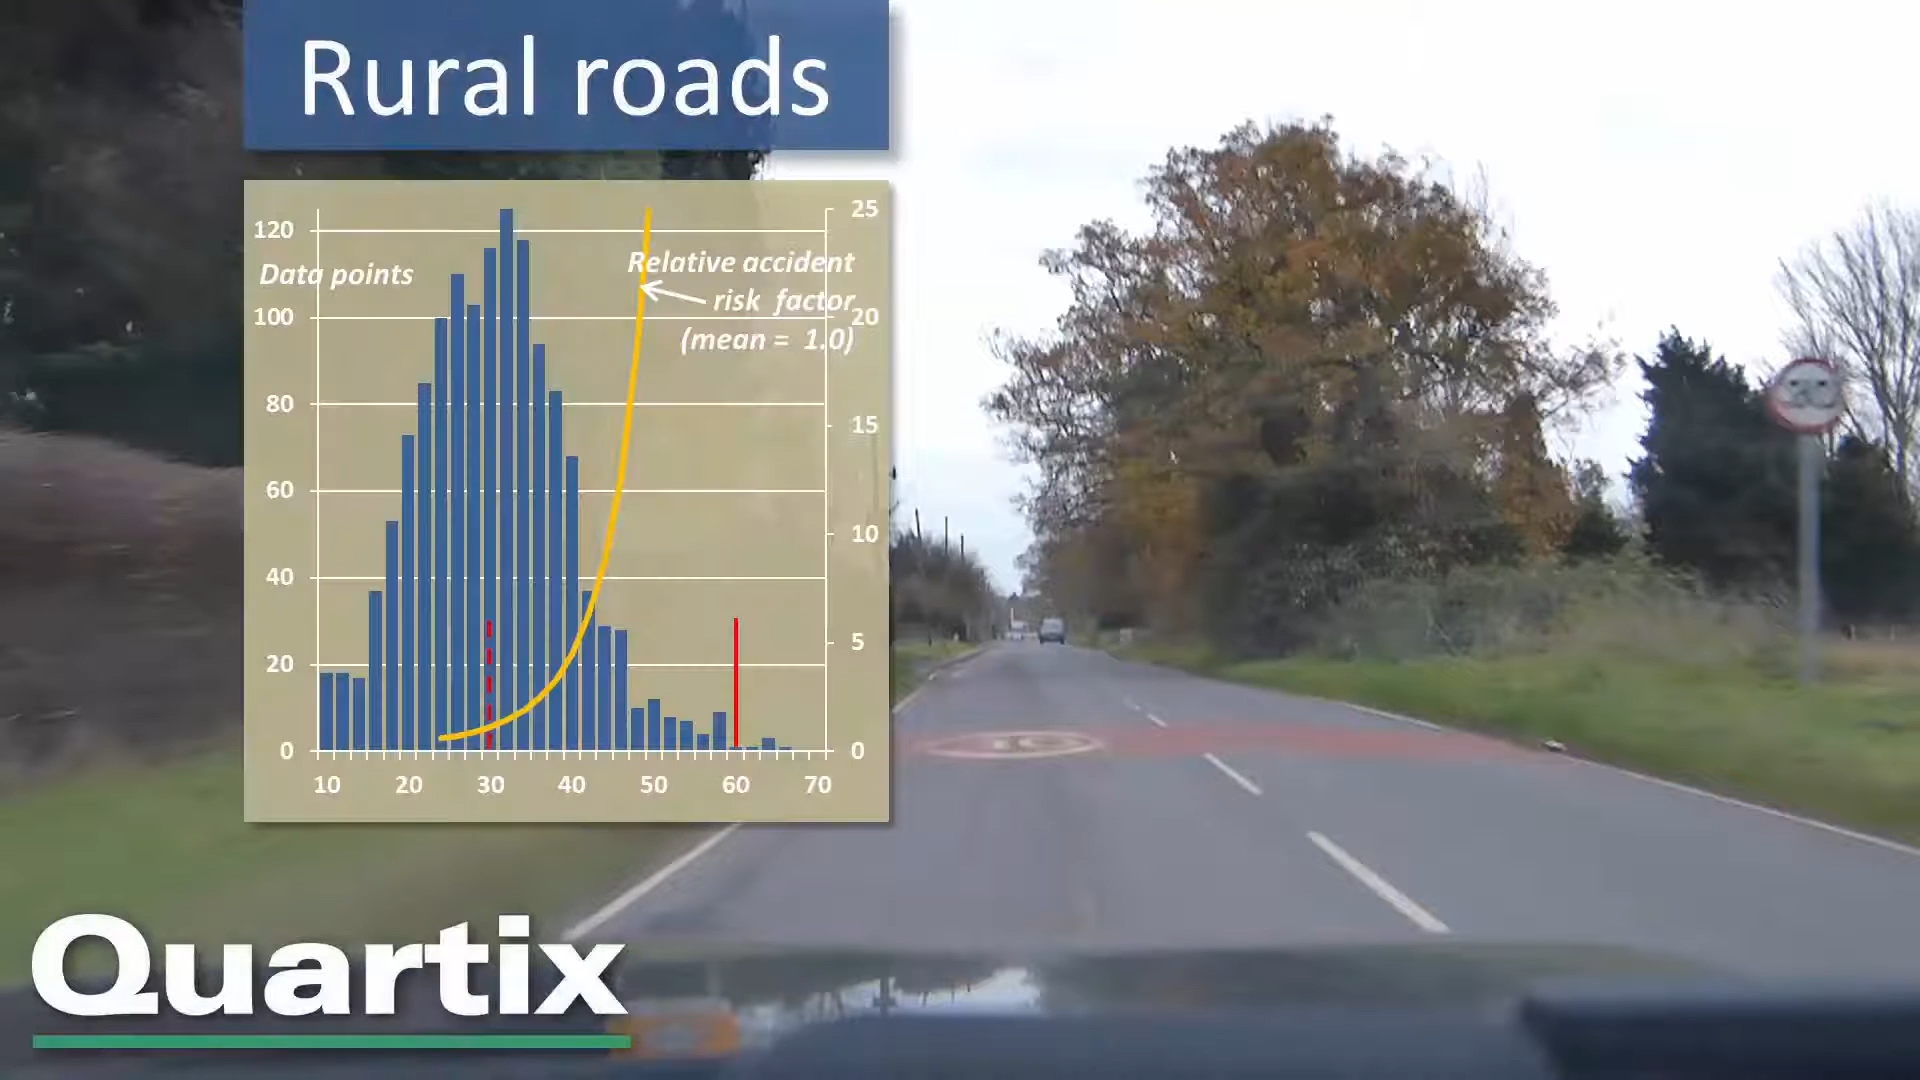 Rural roads
120
100
80
60
40
20
0
Data points
Relative accident
risk factor
(mean = 1.0)
25
20
15
10
5
0
10 20 30 40 50 60 70
Quartix